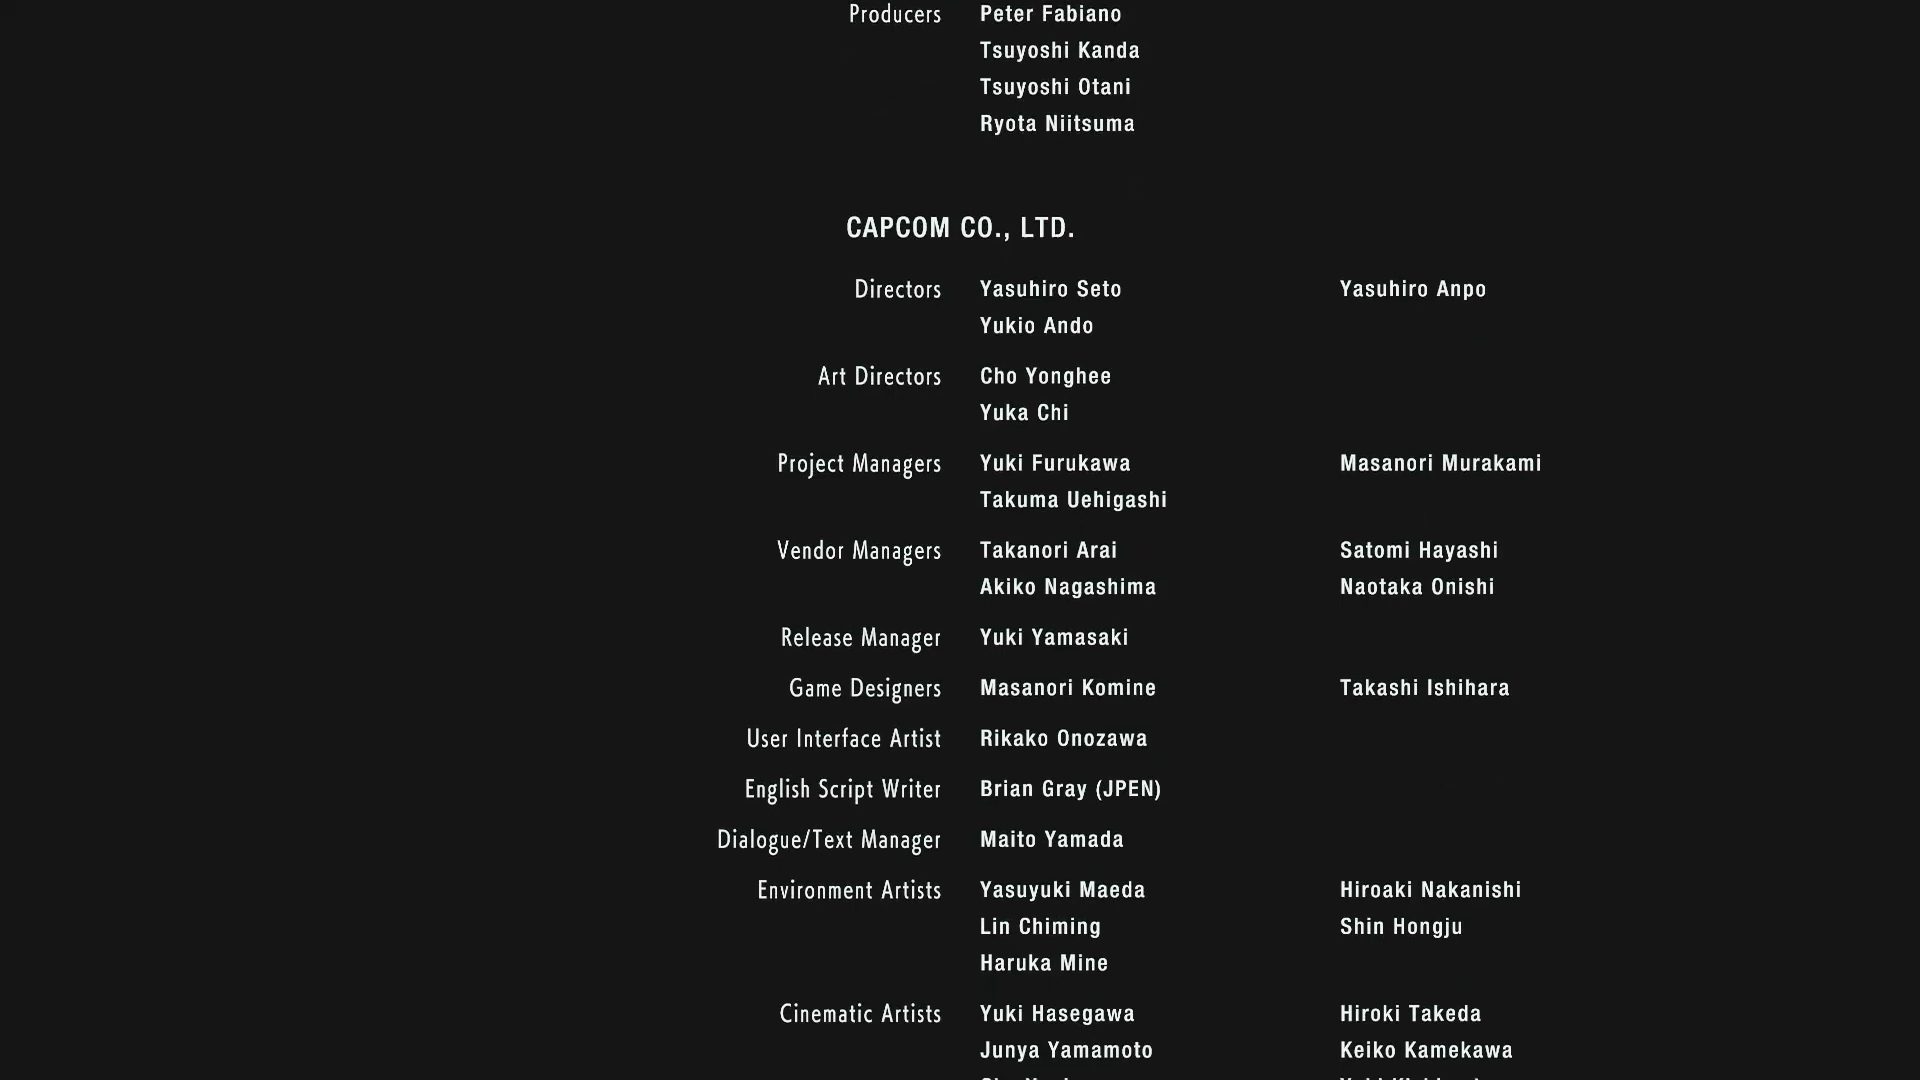 Producers Peter Fabiano
Tsuyoshi Kanda
Tsuyoshi Otani
Ryota Niitsuma
CAPCOM CO., LTD.
Directors Yasuhiro Seto Yasuhiro Anpo
Yukio Ando
Art Directors Cho Yonghee
Yuka Chi
Project Managers Yuki Furukawa Masanori Murakami
Takuma Uehigashi
Vendor Managers Takanori Arai Satomi Hayashi
Akiko Nagashima Naotaka Onishi
Release Manager Yuki Yamasaki
Game Designers Masanori Komine Takashi Ishihara
User Interface Artist Rikako Onozawa
English Script Writer Brian Gray (JPEN)
Dialogue/Text Manager Maito Yamada
Environment Artists Yasuyuki Maeda Hiroaki Nakanishi
Lin Chiming Shin Hongju
Haruka Mine
Cinematic Artists Yuki Hasegawa Hiroki Takeda
Junya Yamamoto Keiko Kamekawa